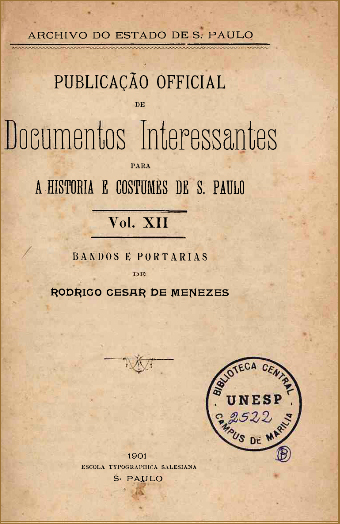 ARCHIVO DO ESTADO DE S. PAULO
PUBLICAÇÃO OFFICIAL
DE
Documentos Interessantes
PARA
A HISTORIA E COSTUMES DE S. PAULO
Vol. XII
BANDOS E PORTARIAS
DE
RODRIGO CESAR DE MENEZES
BIBLIOTECA CENTRAL
UNESP
2522
CAMPUS DE MARILIA
1901
ESCOLA TYPOGRAPHICA SALESIANA
S. PAULO